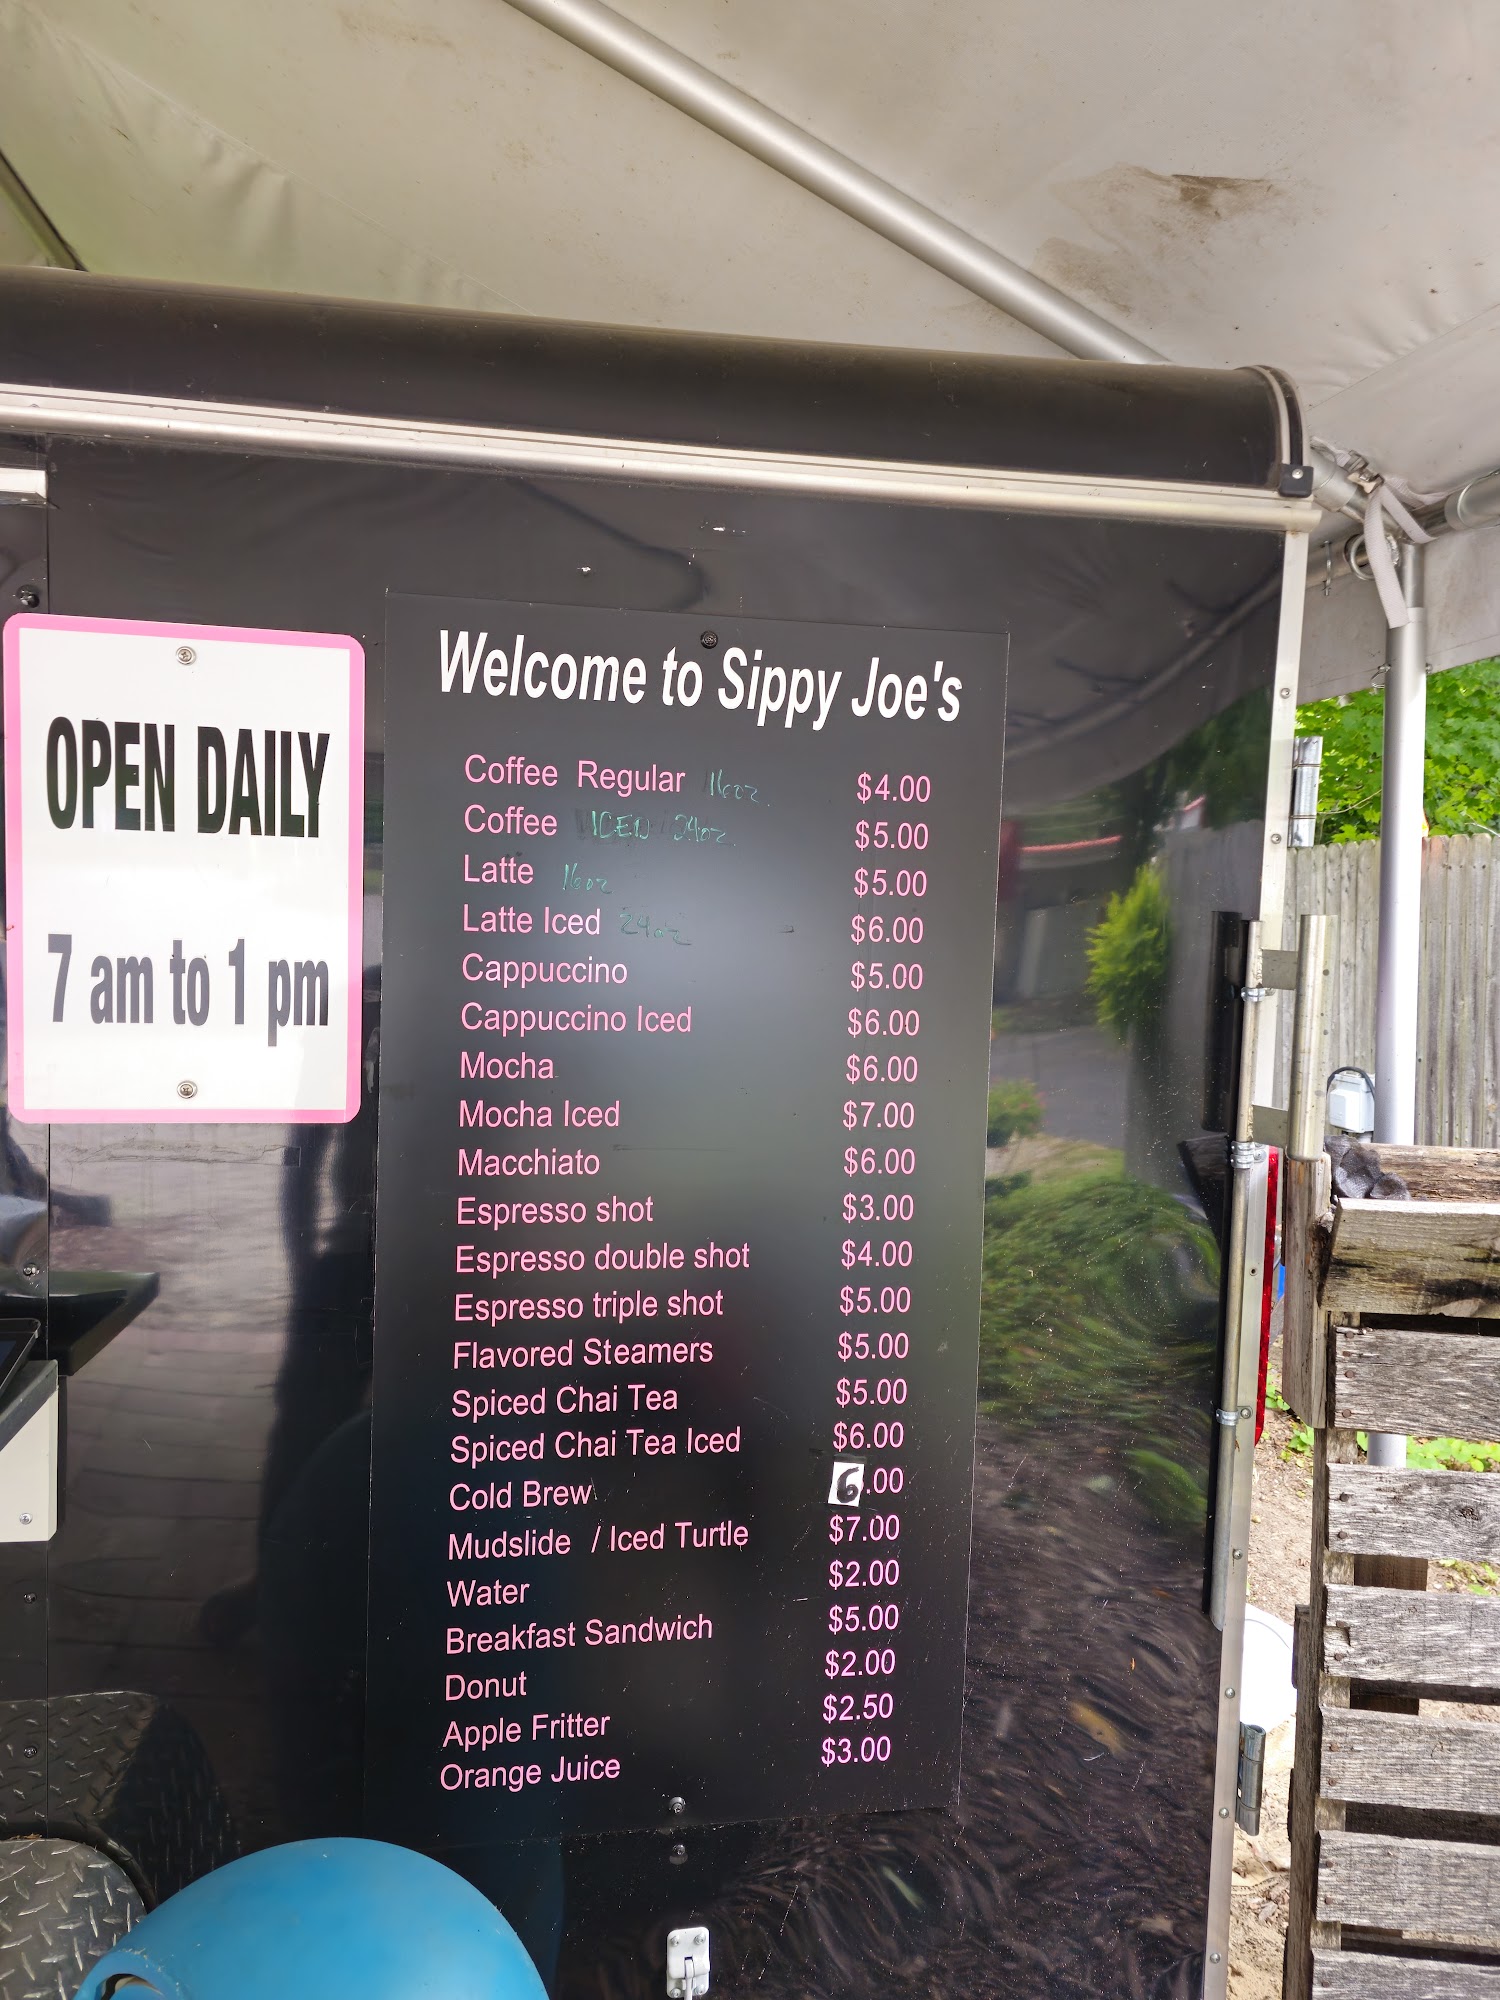 OPEN DAILY
7 am to 1 pm
Welcome to Sippy Joe's
Coffee Regular 16oz. $4.00
Coffee ICED 24oz. $5.00
Latte 16oz $5.00
Latte Iced 24oz $6.00
Cappuccino $5.00
Cappuccino Iced $6.00
Mocha $6.00
Mocha Iced $7.00
Macchiato $6.00
Espresso shot $3.00
Espresso double shot $4.00
Espresso triple shot $5.00
Flavored Steamers $5.00
Spiced Chai Tea $5.00
Spiced Chai Tea Iced $6.00
Cold Brew 6.00
Mudslide / Iced Turtle $7.00
Water $2.00
Breakfast Sandwich $5.00
Donut $2.00
Apple Fritter $2.50
Orange Juice $3.00